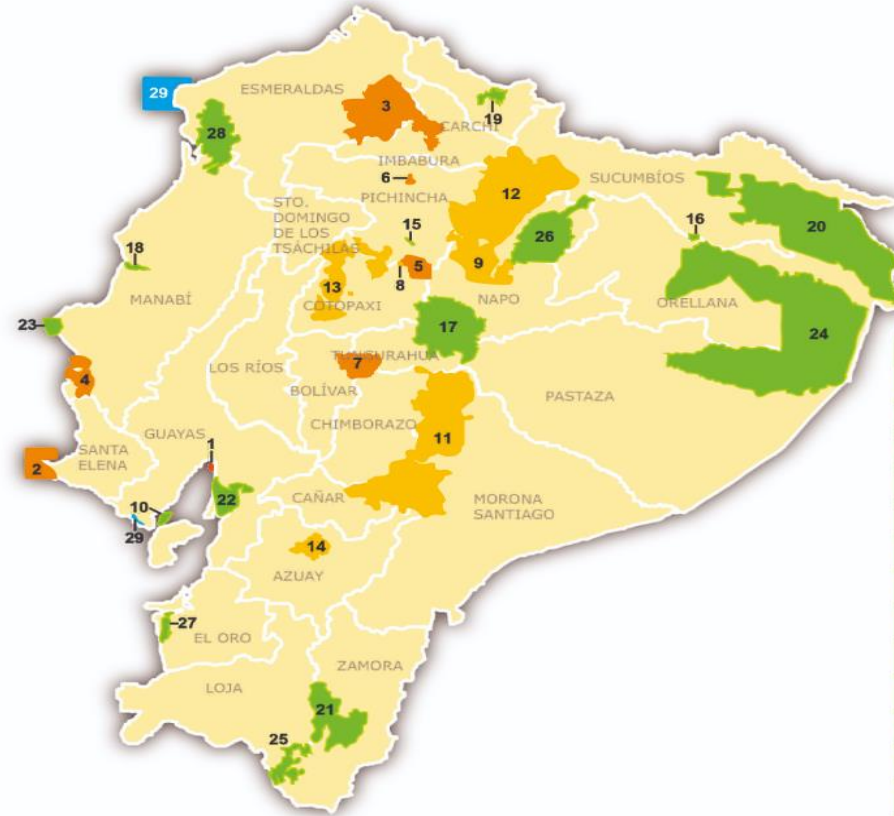 29
ESMERALDAS
3
19
CARCHI
28
IMBABURA
6
PICHINCHA
12
SUCUMBÍOS
STO.
DOMINGO
DE LOS
TSÁCHILAS
15
16
20
26
18
9
5
8
13
MANABÍ
COTOPAXI
NAPO
ORELLANA
23
17
24
LOS RÍOS
TUNGURAHUA
7
4
BOLÍVAR
PASTAZA
CHIMBORAZO
GUAYAS
11
SANTA
ELENA
1
2
22
CAÑAR
MORONA
SANTIAGO
10
29
14
AZUAY
27
EL ORO
ZAMORA
LOJA
21
25